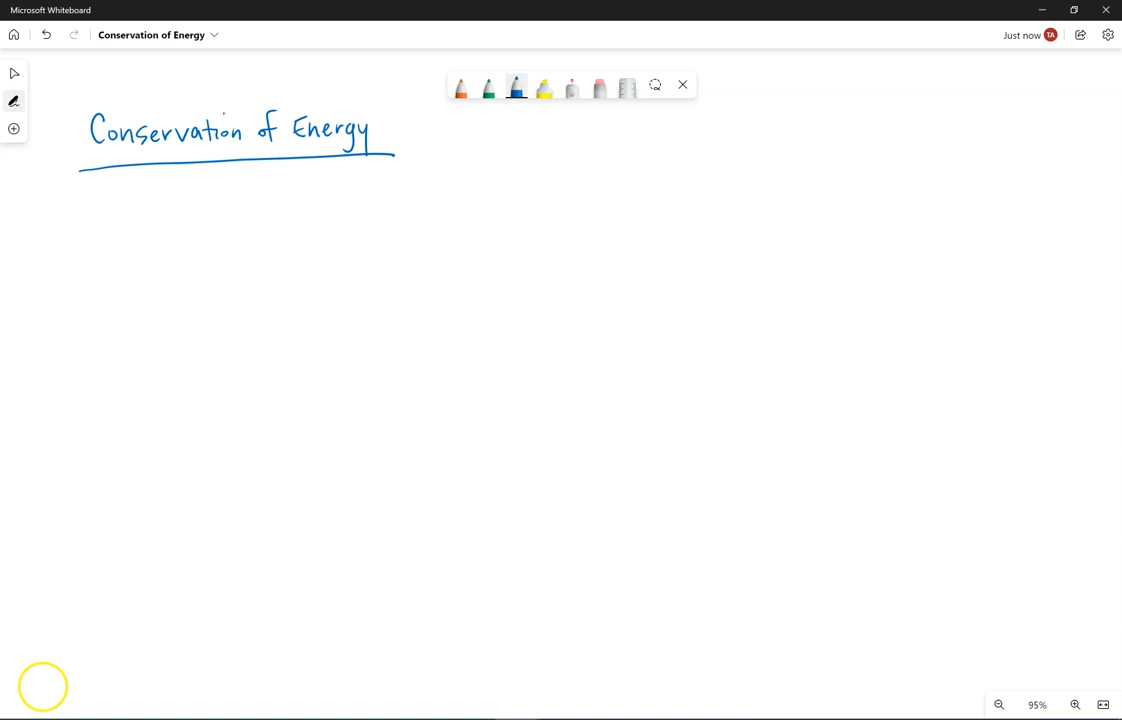 Microsoft Whiteboard
Conservation of Energy
Just now TA
Conservation of Energy
95%